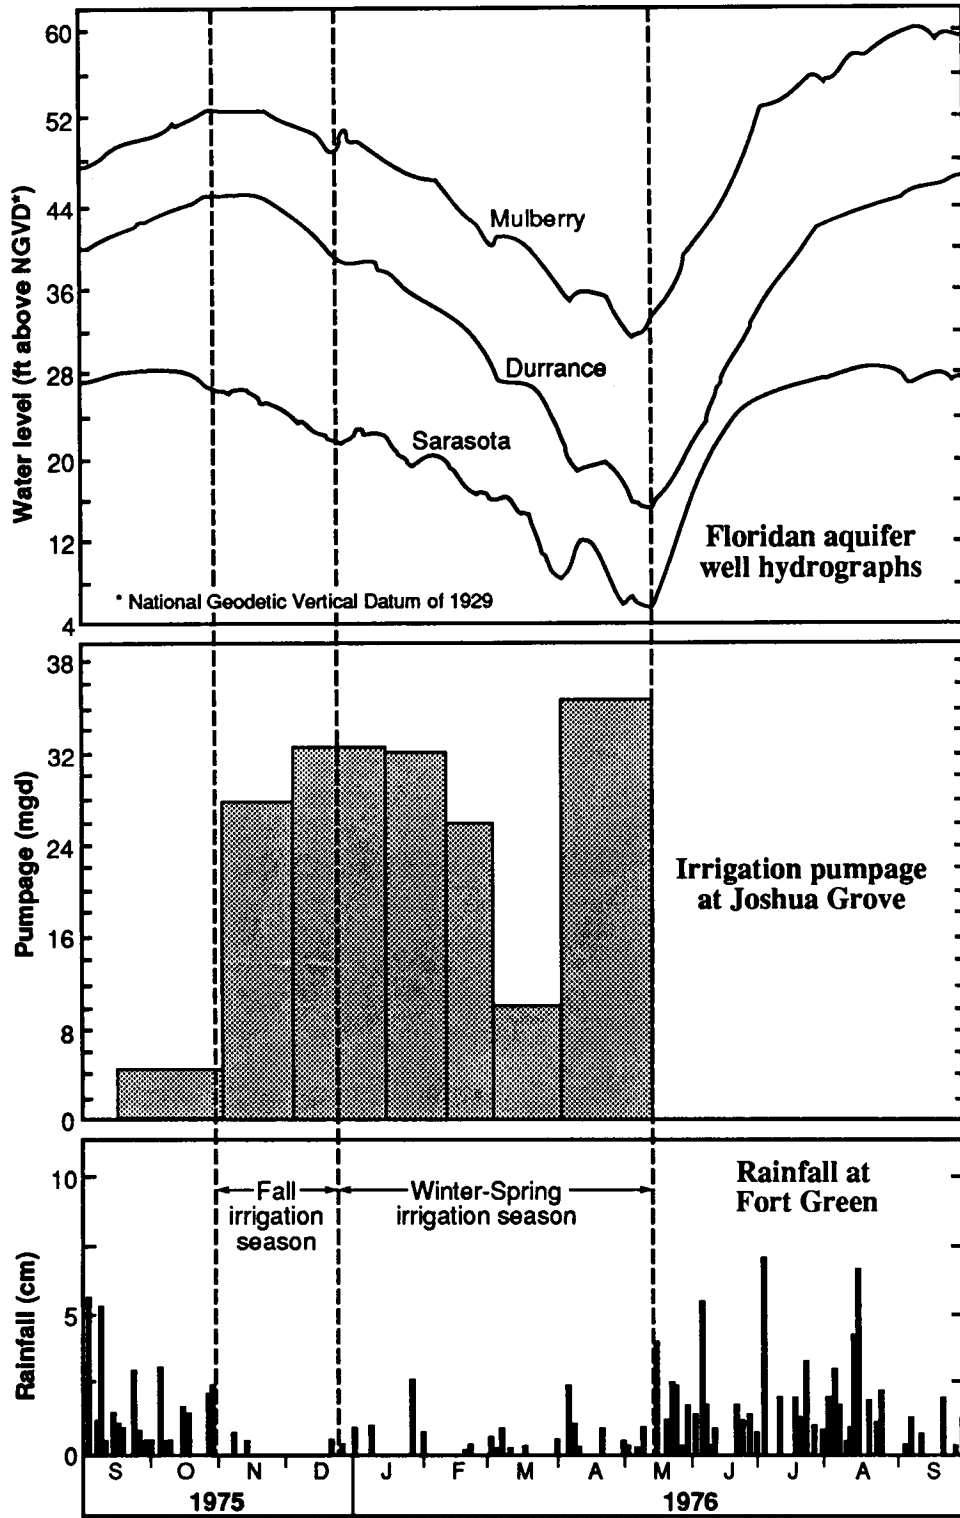 60
52
44
36
28
20
12
4
Water level (ft above NGVD*)
Mulberry
Durrance
Sarasota
Floridan aquifer
well hydrographs
* National Geodetic Vertical Datum of 1929
38
32
24
16
8
0
Pumpage (mgd)
Irrigation pumpage
at Joshua Grove
10
5
0
Rainfall (cm)
Fall
irrigation
season
Winter-Spring
irrigation season
Rainfall at
Fort Green
S O N D J F M A M J J A S
1975 1976